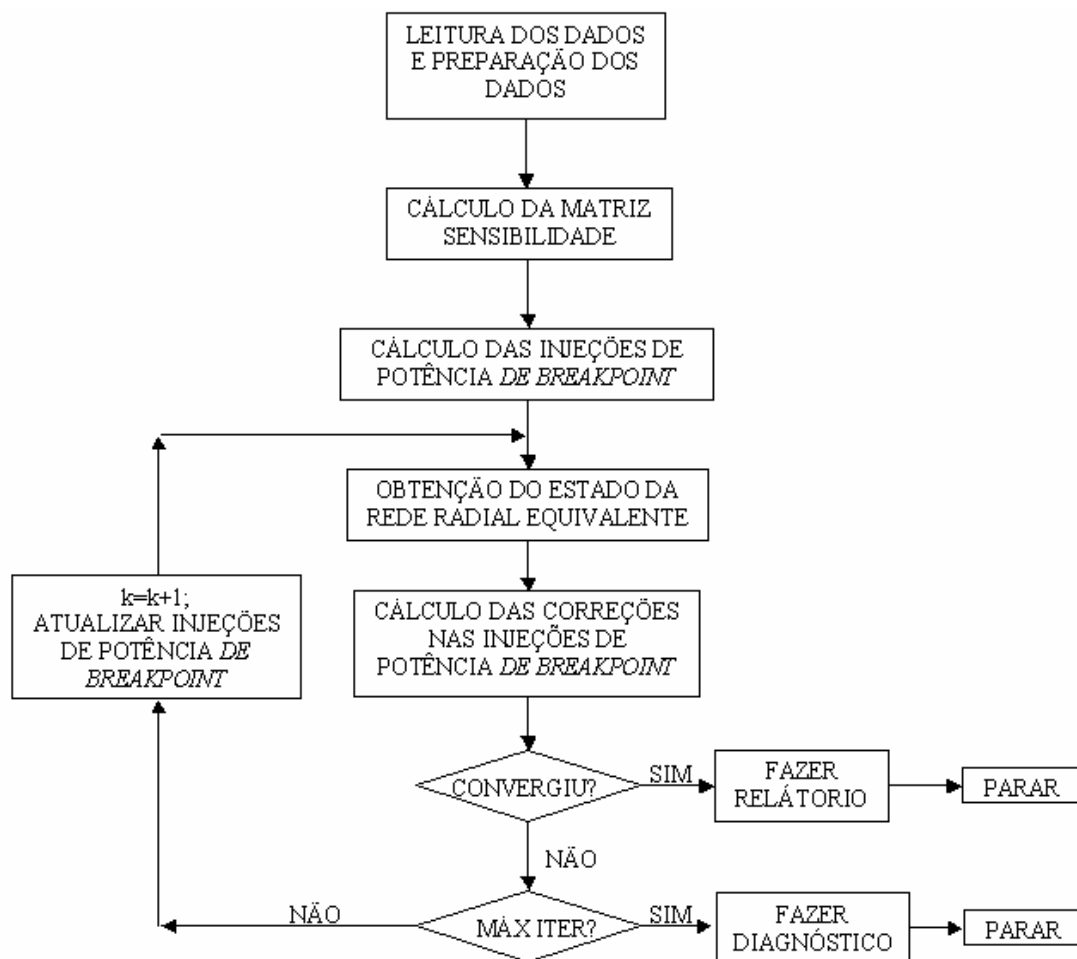 LEITURA DOS DADOS
E PREPARAÇÃO DOS
DADOS
CÁLCULO DA MATRIZ
SENSIBILIDADE
CÁLCULO DAS INJEÇÕES DE
POTÊNCIA DE BREAKPOINT
OBTENÇÃO DO ESTADO DA
REDE RADIAL EQUIVALENTE
k=k+1;
ATUALIZAR INJEÇÕES
DE POTÊNCIA DE
BREAKPOINT
CÁLCULO DAS CORREÇÕES
NAS INJEÇÕES DE
POTÊNCIA DE BREAKPOINT
CONVERGIU?
SIM
FAZER
RELÁTORIO
PARAR
NÃO
NÃO
MÁX ITER?
SIM
FAZER
DIAGNÓSTICO
PARAR